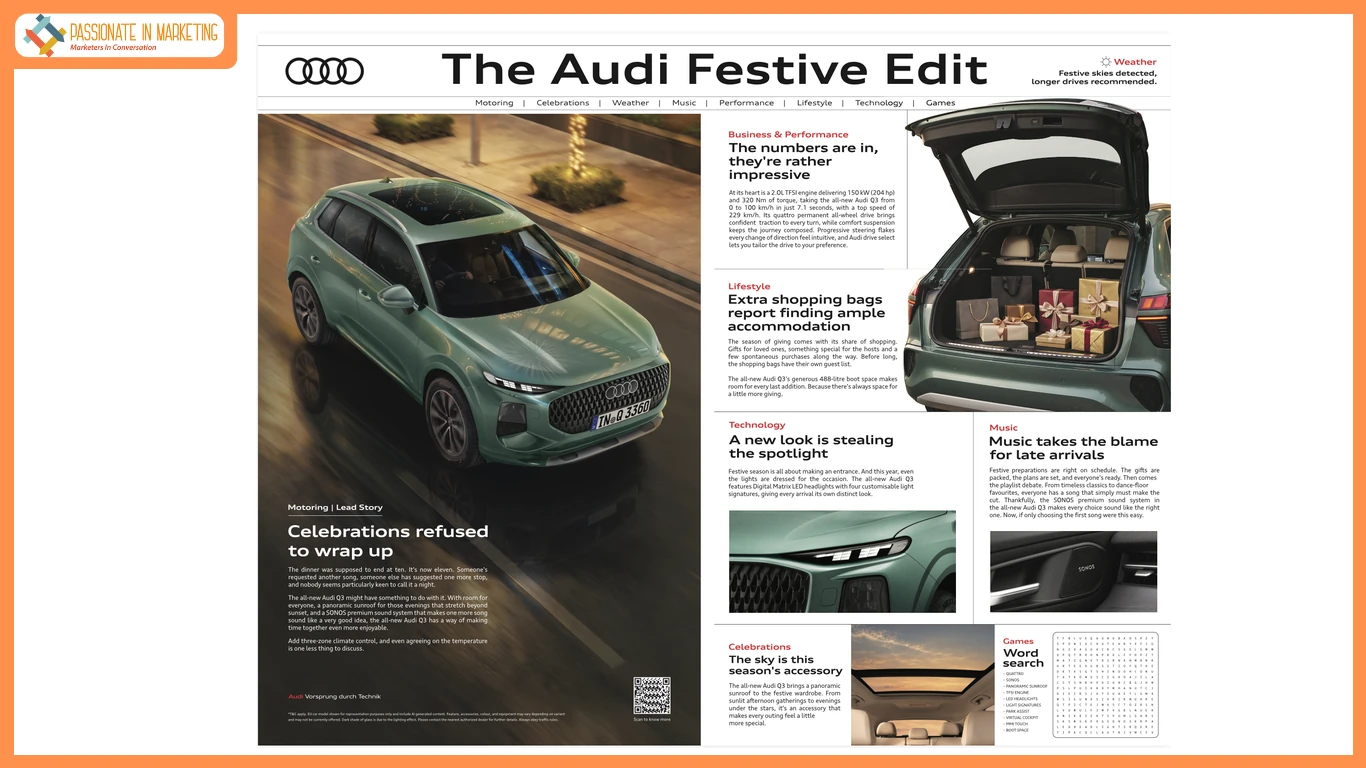 PASSIONATE IN MARKETING
Marketers In Conversation
The Audi Festive Edit
Weather
Festive skies detected,
longer drives recommended.
Motoring | Celebrations | Weather | Music | Performance | Lifestyle | Technology | Games
IN Q 3360
Motoring | Lead Story
Celebrations refused
to wrap up
The dinner was supposed to end at ten. It's now eleven. Someone's
requested another song, someone else has suggested one more stop,
and nobody seems particularly keen to call it a night.
The all-new Audi Q3 might have something to do with it. With room for
everyone, a panoramic sunroof for those evenings that stretch beyond
sunset, and a SONOS premium sound system that makes one more song
sound like a very good idea, the all-new Audi Q3 has a way of making
time together even more enjoyable.
Add three-zone climate control, and even agreeing on the temperature
is one less thing to discuss.
Audi Vorsprung durch Technik
Scan to know more
Business & Performance
The numbers are in,
they're rather
impressive
At its heart is a 2.0L TFSI engine delivering 150 kW (204 hp)
and 320 Nm of torque, taking the all-new Audi Q3 from
0 to 100 km/h in just 7.1 seconds, with a top speed of
229 km/h. Its quattro permanent all-wheel drive brings
confident traction to every turn, while comfort suspension
keeps the journey composed. Progressive steering flakes
every change of direction feel intuitive, and Audi drive select
lets you tailor the drive to your preference.
Lifestyle
Extra shopping bags
report finding ample
accommodation
The season of giving comes with its share of shopping.
Gifts for loved ones, something special for the hosts and a
few spontaneous purchases along the way. Before long,
the shopping bags have their own guest list.
The all-new Audi Q3's generous 488-litre boot space makes
room for every last addition. Because there's always space for
a little more giving.
Technology
A new look is stealing
the spotlight
Festive season is all about making an entrance. And this year, even
the lights are dressed for the occasion. The all-new Audi Q3
features Digital Matrix LED headlights with four customisable light
signatures, giving every arrival its own distinct look.
Music
Music takes the blame
for late arrivals
Festive preparations are right on schedule. The gifts are
packed, the plans are set, and everyone's ready. Then comes
the playlist debate. From timeless classics to dance-floor
favourites, everyone has a song that simply must make the
cut. Thankfully, the SONOS premium sound system in
the all-new Audi Q3 makes every choice sound like the right
one. Now, if only choosing the first song were this easy.
SONOS
Celebrations
The sky is this
season's accessory
The all-new Audi Q3 brings a panoramic
sunroof to the festive wardrobe. From
sunlit afternoon gatherings to evenings
under the stars, it's an accessory that
makes every outing feel a little
more special.
Games
Word
search
- QUATTRO
- SONOS
- PANORAMIC SUNROOF
- TFSI ENGINE
- LED HEADLIGHTS
- LIGHT SIGNATURES
- PARK ASSIST
- VIRTUAL COCKPIT
- MMI TOUCH
- BOOT SPACE